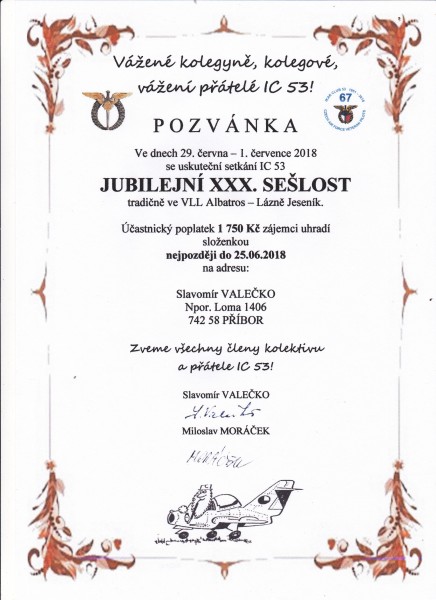 Vážené kolegyně, kolegové,
vážení přátelé IC 53!
67
POZVÁNKA
Ve dnech 29. června – 1. července 2018
se uskuteční setkání IC 53
JUBILEJNÍ XXX. SEŠLOST
tradičně ve VLL Albatros – Lázně Jeseník.
Účastnický poplatek 1 750 Kč zájemci uhradí
složenkou
nejpozději do 25.06.2018
na adresu:
Slavomír VALEČKO
Npor. Loma 1406
742 58 PŘÍBOR
Zveme všechny členy kolektivu
a přátele IC 53!
Slavomír VALEČKO
Miloslav MORÁČEK